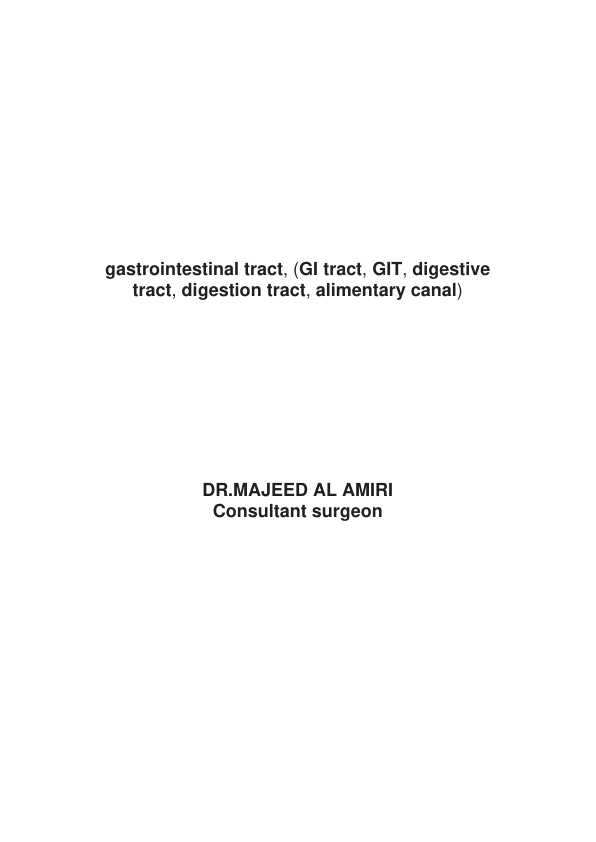 gastrointestinal tract, (GI tract, GIT, digestive
tract, digestion tract, alimentary canal)
DR.MAJEED AL AMIRI
Consultant surgeon